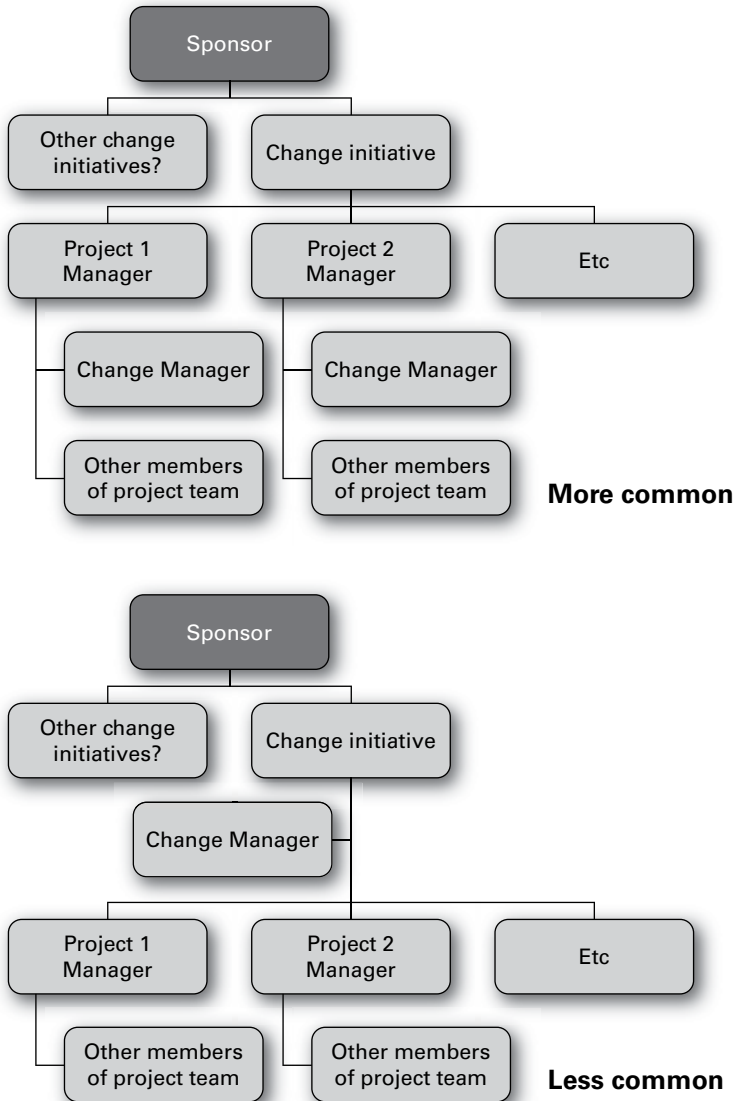 Sponsor
Other change
initiatives?
Change initiative
Project 1
Manager
Project 2
Manager
Etc
Change Manager
Change Manager
Other members
of project team
Other members
of project team
More common
Sponsor
Other change
initiatives?
Change initiative
Change Manager
Project 1
Manager
Project 2
Manager
Etc
Other members
of project team
Other members
of project team
Less common